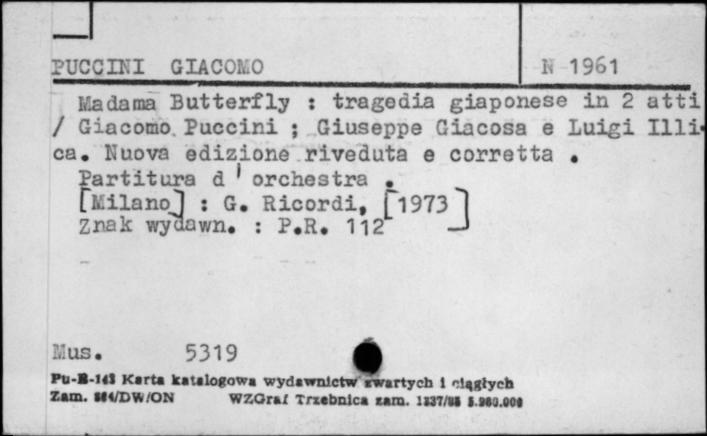 PUCCINI GIACOMO N 1961
Madama Butterfly : tragedia giaponese in 2 atti
/ Giacomo Puccini ; Giuseppe Giacosa e Luigi Illi-
ca. Nuova edizione riveduta e corretta .
Partitura d'orchestra .
[Milano] : G. Ricordi, [1973]
Znak wydawn. : P.R. 112
Mus. 5319
Pu-B-143 Karta katalogowa wydawnictw zwartych i ciągłych
Zam. 864/DW/ON WZGraf Trzebnica zam. 1237/85 5.960.000